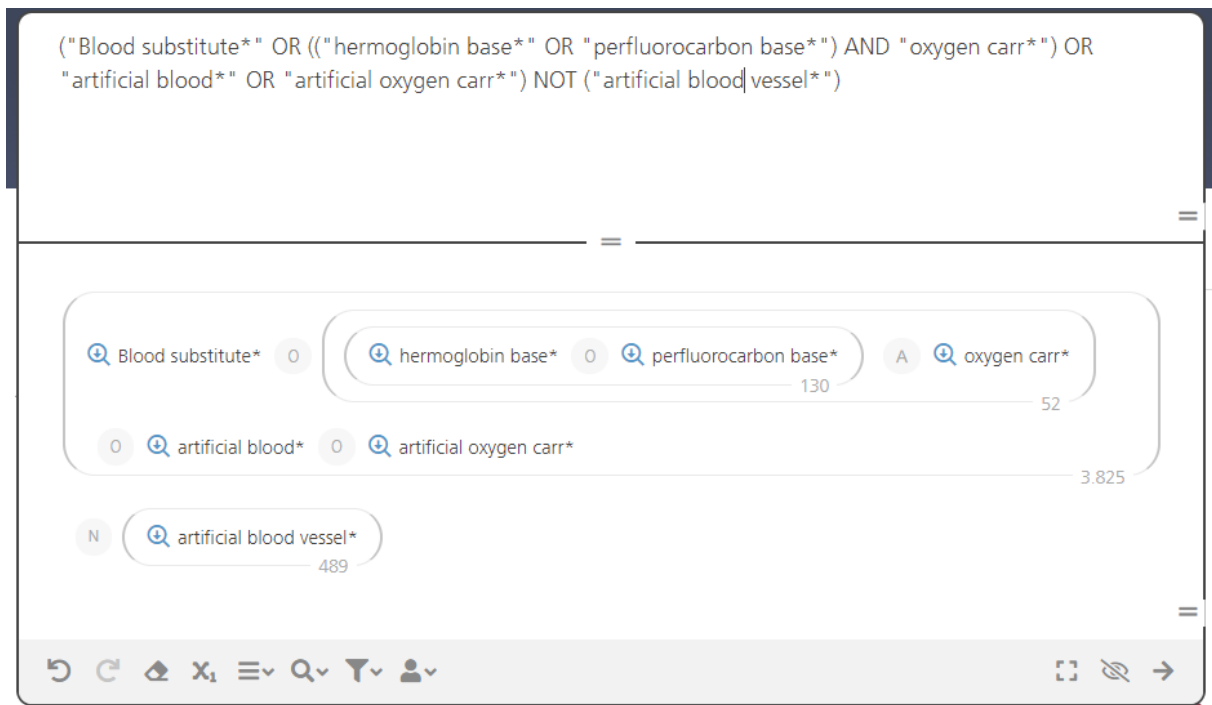 ("Blood substitute*" OR (("hermoglobin base*" OR "perfluorocarbon base*") AND "oxygen carr*") OR
"artificial blood*" OR "artificial oxygen carr*") NOT ("artificial blood vessel*")
Blood substitute* O hermoglobin base* O perfluorocarbon base* A oxygen carr*
130
52
O artificial blood* O artificial oxygen carr*
3.825
N artificial blood vessel*
489
X₁